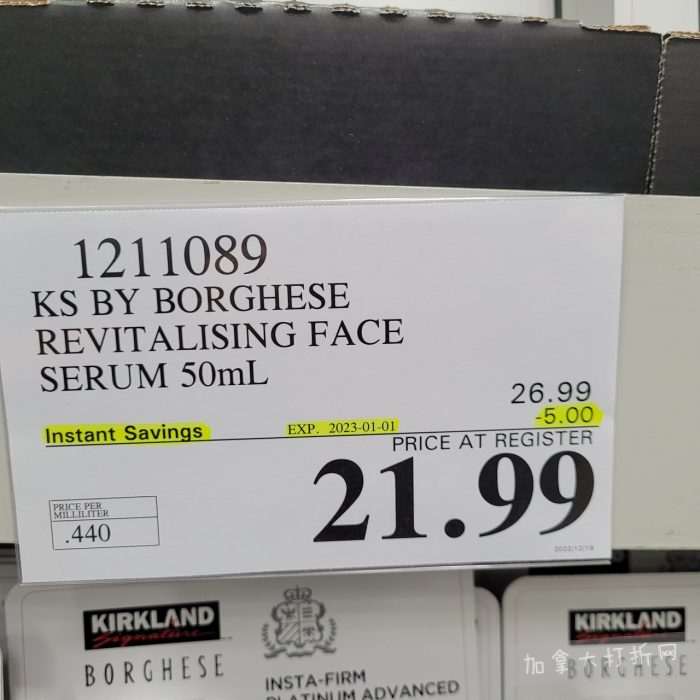 1211089
KS BY BORGHESE
REVITALISING FACE
SERUM 50mL
26.99
Instant Savings EXP. 2023-01-01 -5.00
PRICE AT REGISTER
21.99
PRICE PER
MILLILITER
.440
KIRKLAND
Signature
BORGHESE
INSTA-FIRM
PLATINUM ADVANCED
KIRKLAND
Signature
BORGHESE
加拿大打折网